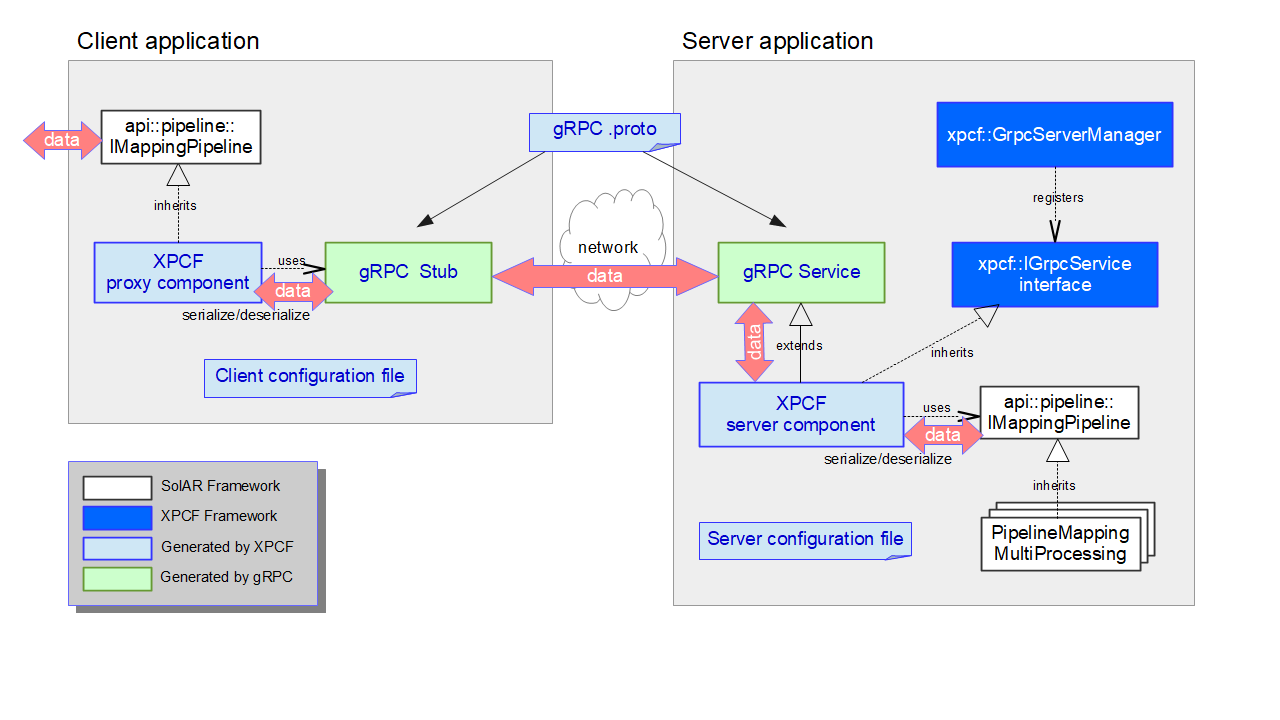 Client application
Server application
api::pipeline::
IMappingPipeline
data
inherits
XPCF
proxy component
uses
data
serialize/deserialize
gRPC  Stub
Client configuration file
gRPC .proto
network
data
gRPC Service
data
extends
xpcf::GrpcServerManager
registers
xpcf::IGrpcService
interface
inherits
XPCF
server component
uses
data
serialize/deserialize
api::pipeline::
IMappingPipeline
inherits
PipelineMapping
MultiProcessing
Server configuration file
SolAR Framework
XPCF Framework
Generated by XPCF
Generated by gRPC